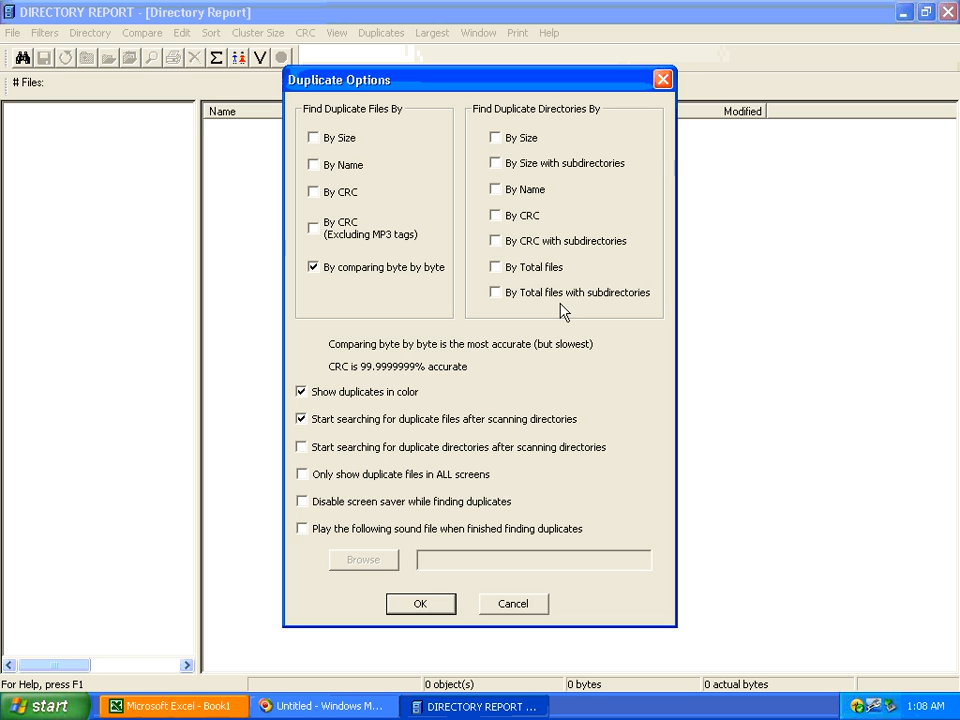 DIRECTORY REPORT - [Directory Report]
File Filters Directory Compare Edit Sort Cluster Size CRC View Duplicates Largest Window Print Help
# Files:
Name Modified
Duplicate Options
Find Duplicate Files By
By Size
By Name
By CRC
By CRC
(Excluding MP3 tags)
By comparing byte by byte
Find Duplicate Directories By
By Size
By Size with subdirectories
By Name
By CRC
By CRC with subdirectories
By Total files
By Total files with subdirectories
Comparing byte by byte is the most accurate (but slowest)
CRC is 99.9999999% accurate
Show duplicates in color
Start searching for duplicate files after scanning directories
Start searching for duplicate directories after scanning directories
Only show duplicate files in ALL screens
Disable screen saver while finding duplicates
Play the following sound file when finished finding duplicates
Browse
OK Cancel
For Help, press F1 0 object(s) 0 bytes 0 actual bytes
start Microsoft Excel - Book1 Untitled - Windows M... DIRECTORY REPORT ... 1:08 AM